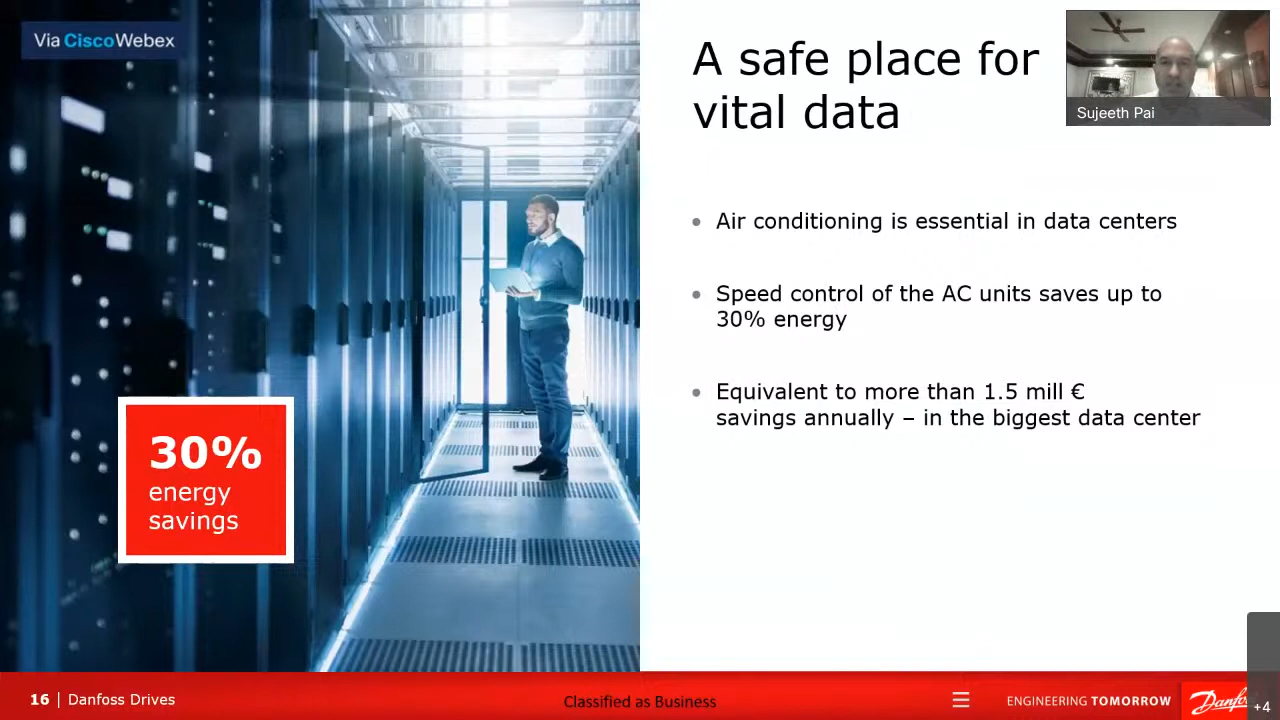 Via CiscoWebex
A safe place for
vital data
Sujeeth Pai
• Air conditioning is essential in data centers
• Speed control of the AC units saves up to
30% energy
• Equivalent to more than 1.5 mill €
savings annually – in the biggest data center
30%
energy
savings
16 | Danfoss Drives
Classified as Business
ENGINEERING TOMORROW
Danfo
+4